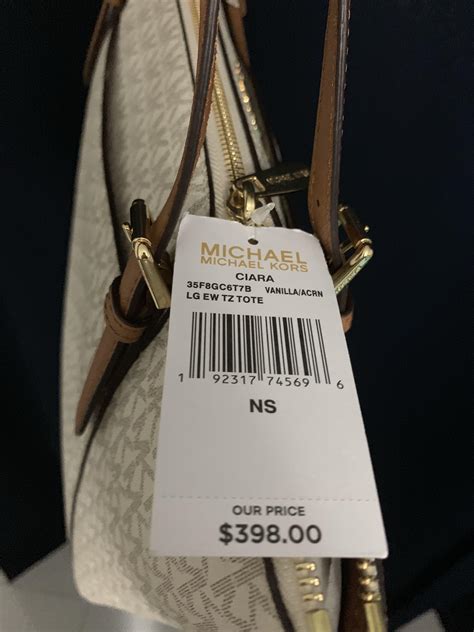 MICHAEL
MICHAEL KORS
CIARA
35F8GC6T7B VANILLA/ACRN
LG EW TZ TOTE
1 92317 74569 6
NS
OUR PRICE
$398.00